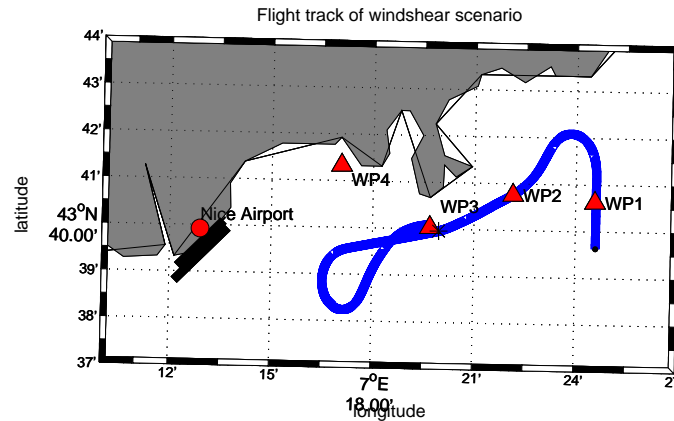 Flight track of windshear scenario
44'
43'
42'
41'
43°N
40.00'
39'
38'
37'
latitude
WP4
WP3
WP2
WP1
Nice Airport
12'
15'
7°E
18.00'
21'
24'
2
longitude